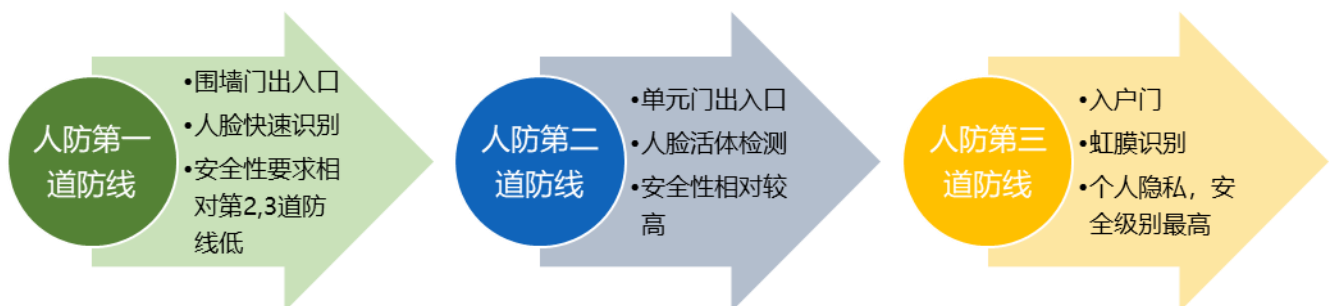 人防第一
道防线
•围墙门出入口
•人脸快速识别
•安全性要求相
对第2,3道防
线低
人防第二
道防线
•单元门出入口
•人脸活体检测
•安全性相对较
高
人防第三
道防线
•入户门
•虹膜识别
•个人隐私，安
全级别最高